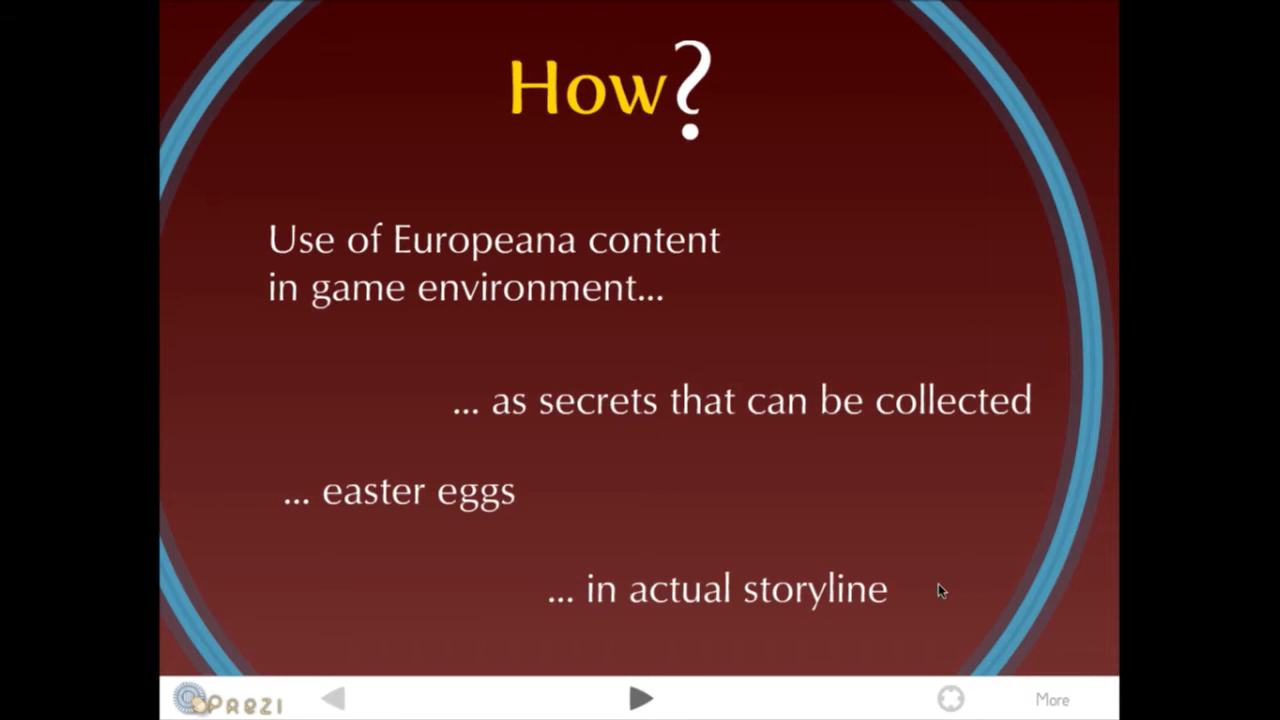 How?
Use of Europeana content
in game environment...
... as secrets that can be collected
... easter eggs
... in actual storyline
Prezi
More